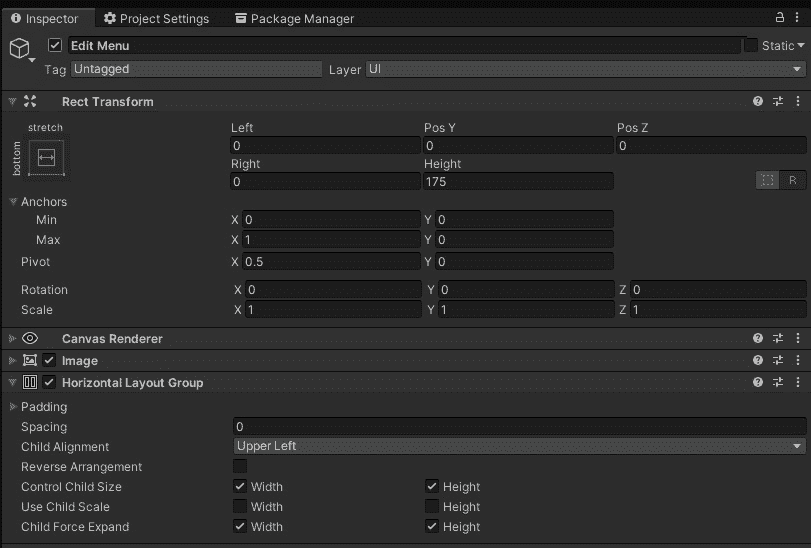 Inspector Project Settings Package Manager
Edit Menu Static
Tag Untagged Layer UI
Rect Transform
stretch
bottom
Left Pos Y Pos Z
0 0 0
Right Height
0 175 R
Anchors
Min X 0 Y 0
Max X 1 Y 0
Pivot X 0.5 Y 0
Rotation X 0 Y 0 Z 0
Scale X 1 Y 1 Z 1
Canvas Renderer
Image
Horizontal Layout Group
Padding
Spacing 0
Child Alignment Upper Left
Reverse Arrangement
Control Child Size Width Height
Use Child Scale Width Height
Child Force Expand Width Height